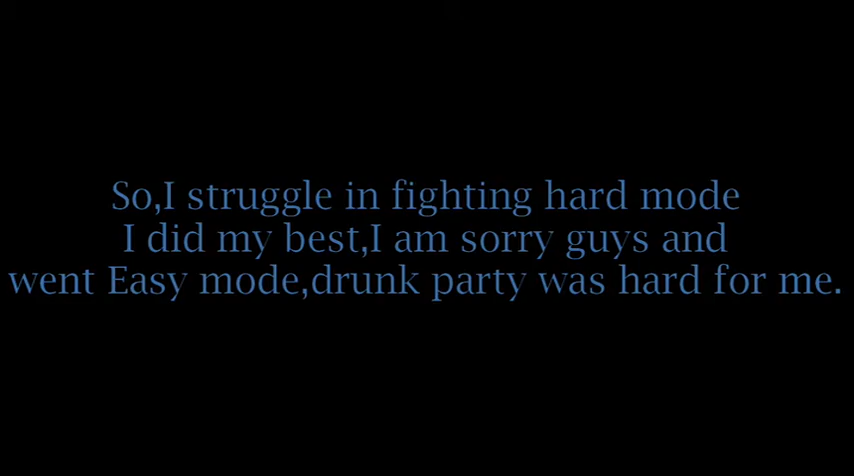 So,I struggle in fighting hard mode
I did my best,I am sorry guys and
went Easy mode,drunk party was hard for me.